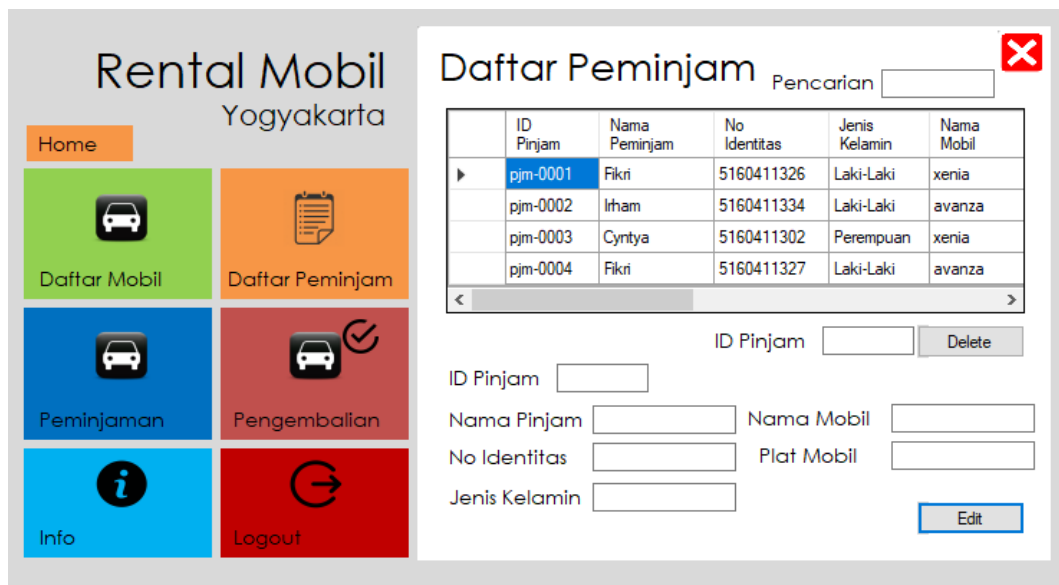 Rental Mobil
Yogyakarta
Home
Daftar Mobil
Daftar Peminjam
Peminjaman
Pengembalian
Info
Logout
Daftar Peminjam
Pencarian
ID Pinjam Nama Peminjam No Identitas Jenis Kelamin Nama Mobil
pjm-0001 Fikri 5160411326 Laki-Laki xenia
pjm-0002 Irham 5160411334 Laki-Laki avanza
pjm-0003 Cyntya 5160411302 Perempuan xenia
pjm-0004 Fikri 5160411327 Laki-Laki avanza
ID Pinjam Delete
ID Pinjam
Nama Pinjam Nama Mobil
No Identitas Plat Mobil
Jenis Kelamin
Edit